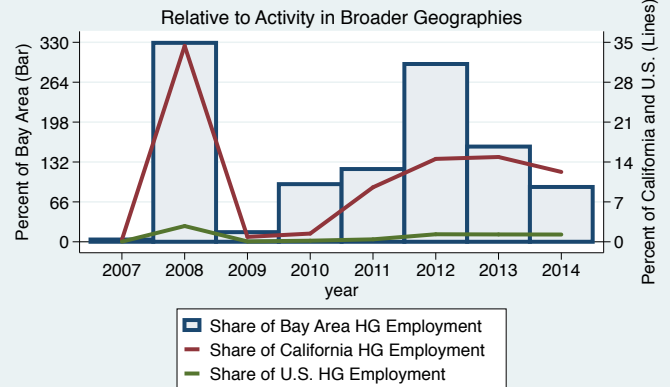 Relative to Activity in Broader Geographies
Percent of Bay Area (Bar)
330
264
198
132
66
0
35
28
21
14
7
0
Percent of California and U.S. (Lines)
2007 2008 2009 2010 2011 2012 2013 2014
year
Share of Bay Area HG Employment
Share of California HG Employment
Share of U.S. HG Employment